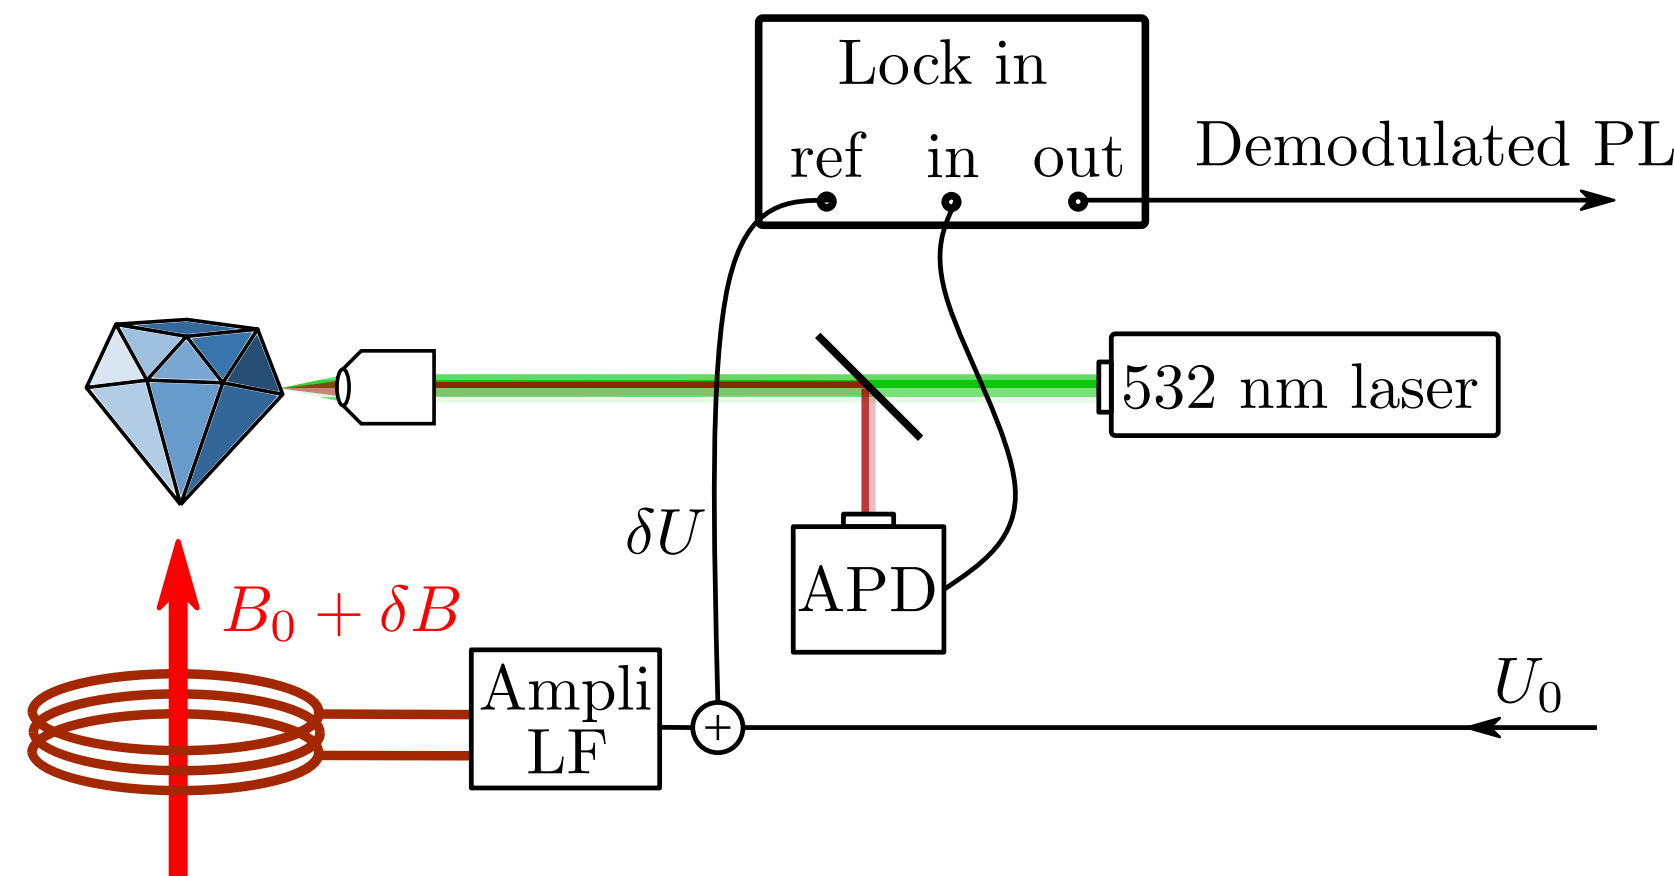 Lock in
ref in out
Demodulated PL
532 nm laser
δU
APD
B₀ + δB
Ampli
LF
+
U₀